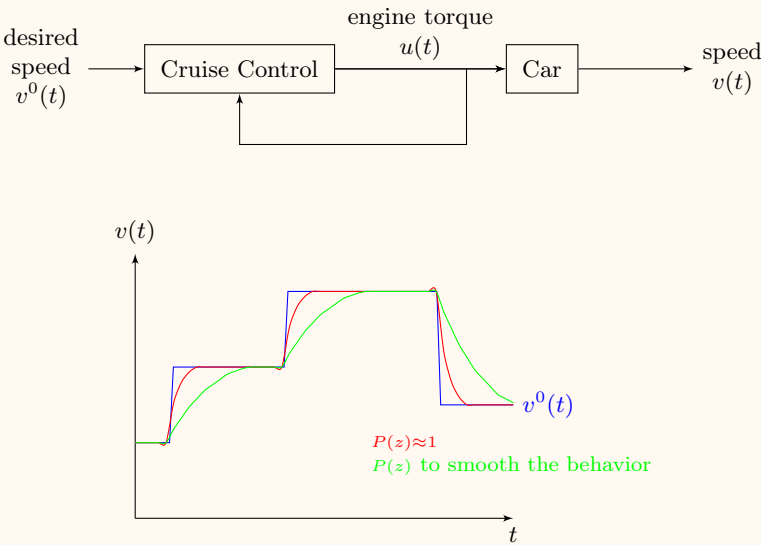 desired
speed
v⁰(t)
Cruise Control
engine torque
u(t)
Car
speed
v(t)
v(t)
v⁰(t)
P(z)≈1
P(z) to smooth the behavior
t